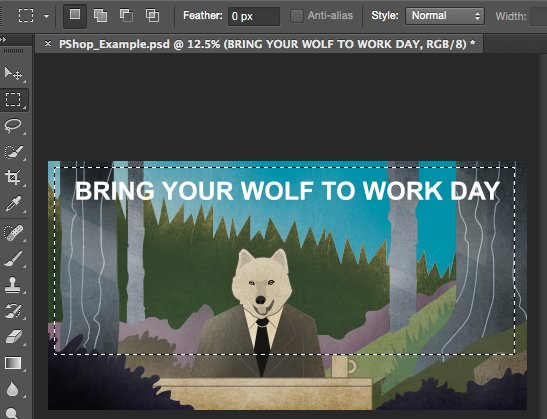 Feather: 0 px Anti-alias Style: Normal Width:
× PShop_Example.psd @ 12.5% (BRING YOUR WOLF TO WORK DAY, RGB/8) *
BRING YOUR WOLF TO WORK DAY